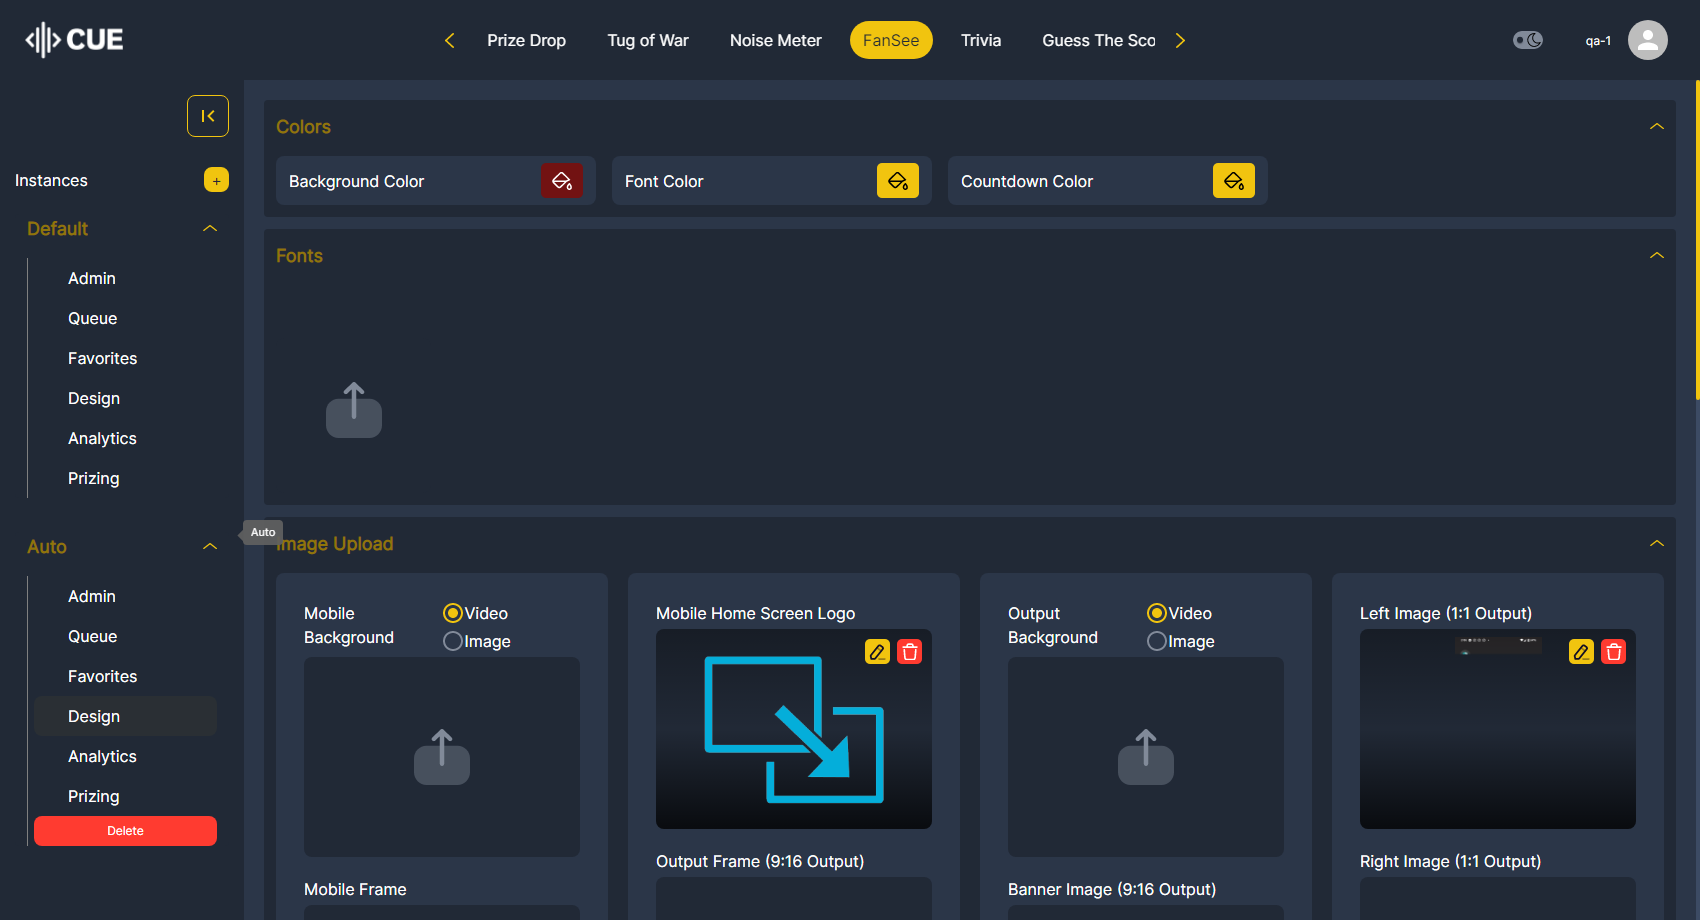 CUE
Prize Drop
Tug of War
Noise Meter
FanSee
Trivia
Guess The Sco
qa-1
Instances
+
Default
Admin
Queue
Favorites
Design
Analytics
Prizing
Auto
Admin
Queue
Favorites
Design
Analytics
Prizing
Delete
Auto
Colors
Background Color
Font Color
Countdown Color
Fonts
Image Upload
Mobile
Background
Video
Image
Mobile Home Screen Logo
Output
Background
Video
Image
Left Image (1:1 Output)
Mobile Frame
Output Frame (9:16 Output)
Banner Image (9:16 Output)
Right Image (1:1 Output)